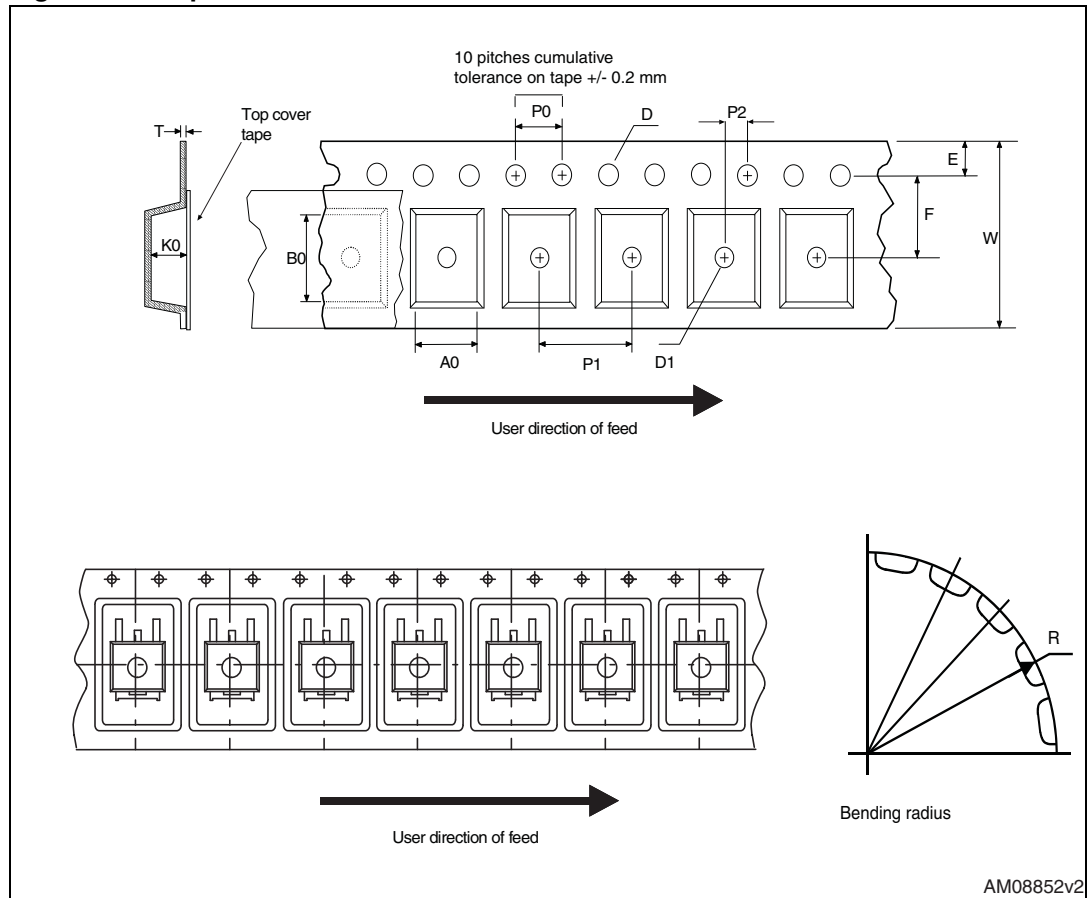 10 pitches cumulative
tolerance on tape +/- 0.2 mm
Top cover
tape
T
P0
D
P2
E
F
W
K0
B0
A0
P1
D1
User direction of feed
R
Bending radius
User direction of feed
AM08852v2